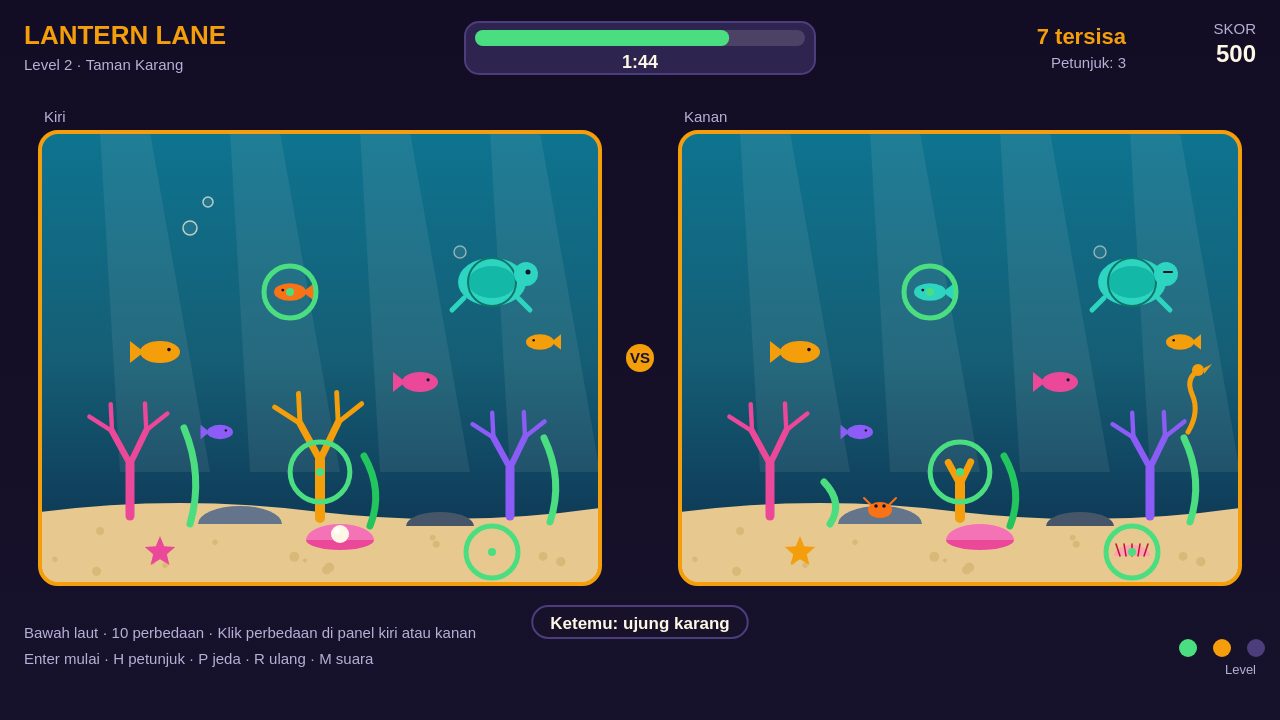 LANTERN LANE
Level 2 · Taman Karang
1:44
7 tersisa
Petunjuk: 3
SKOR
500
Kiri
Kanan
VS
Ketemu: ujung karang
Bawah laut · 10 perbedaan · Klik perbedaan di panel kiri atau kanan
Enter mulai · H petunjuk · P jeda · R ulang · M suara
Level